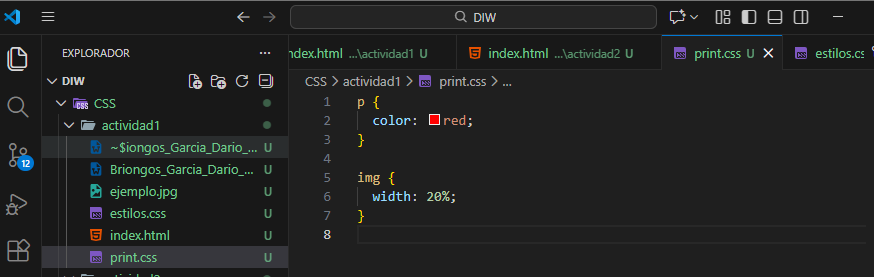 DIW
EXPLORADOR
index.html ...\actividad1 U
index.html ...\actividad2 U
print.css U
estilos.cs
DIW
CSS > actividad1 > print.css > ...
CSS
actividad1
~$iongos_Garcia_Dario_... U
Briongos_Garcia_Dario_... U
ejemplo.jpg U
estilos.css U
index.html U
print.css U
12
1 p {
2 color: red;
3 }
4
5 img {
6 width: 20%;
7 }
8